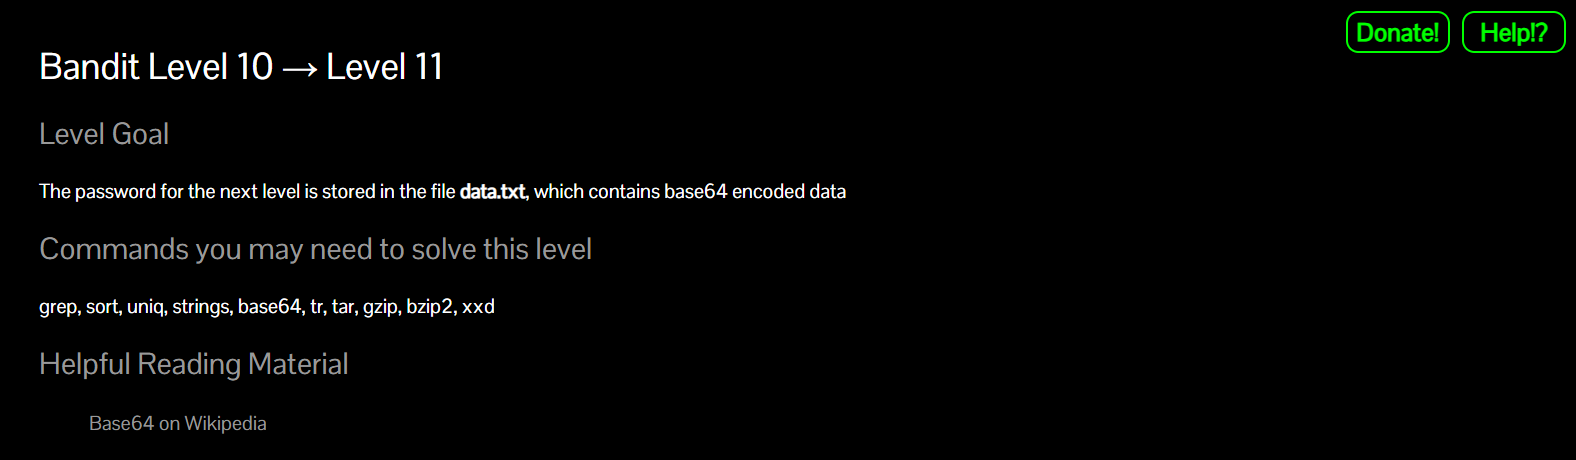 Donate! Help!?
Bandit Level 10 → Level 11
Level Goal
The password for the next level is stored in the file data.txt, which contains base64 encoded data
Commands you may need to solve this level
grep, sort, uniq, strings, base64, tr, tar, gzip, bzip2, xxd
Helpful Reading Material
Base64 on Wikipedia